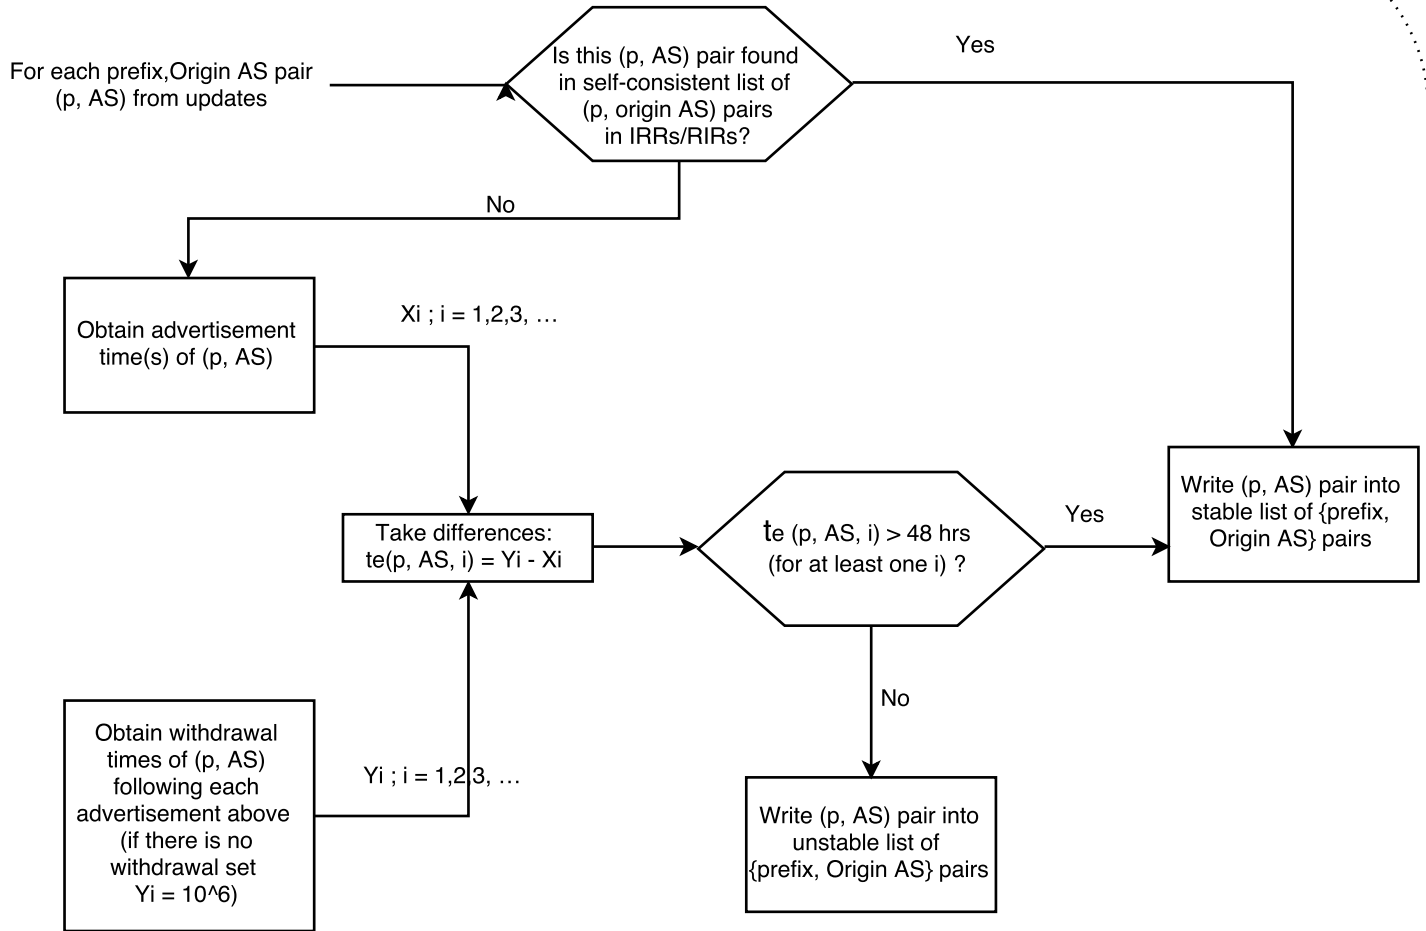 For each prefix,Origin AS pair
(p, AS) from updates
Is this (p, AS) pair found
in self-consistent list of
(p, origin AS) pairs
in IRRs/RIRs?
Yes
No
Obtain advertisement
time(s) of (p, AS)
Xi ; i = 1,2,3, …
Take differences:
te(p, AS, i) = Yi - Xi
te (p, AS, i) > 48 hrs
(for at least one i) ?
Yes
Write (p, AS) pair into
stable list of {prefix,
Origin AS} pairs
No
Obtain withdrawal
times of (p, AS)
following each
advertisement above
(if there is no
withdrawal set
Yi = 10^6)
Yi ; i = 1,2,3, …
Write (p, AS) pair into
unstable list of
{prefix, Origin AS} pairs